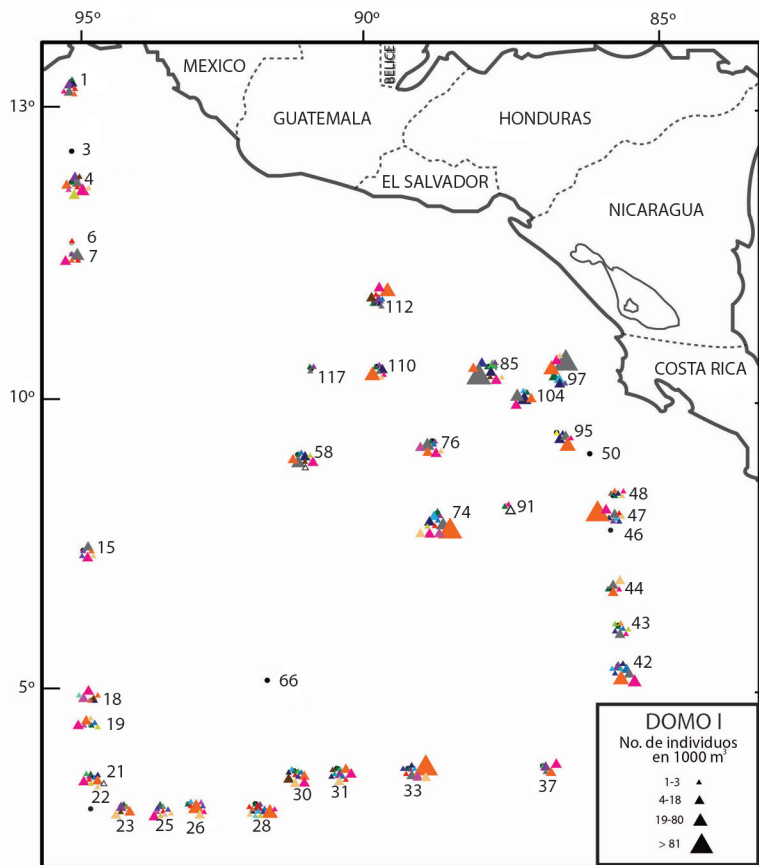 95º 90º 85º
MEXICO
BELICE
13º
1
GUATEMALA HONDURAS
3
4
EL SALVADOR
NICARAGUA
6
7
112
COSTA RICA
117 110 85 97
10º
104
76 95
58 50
48
91
74 47
46
15
44
43
42
66
5º
18
19
DOMO I
No. de individuos
en 1000 m³
1-3
4-18
19-80
> 81
21
22
23 25 26 28 30 31 33 37